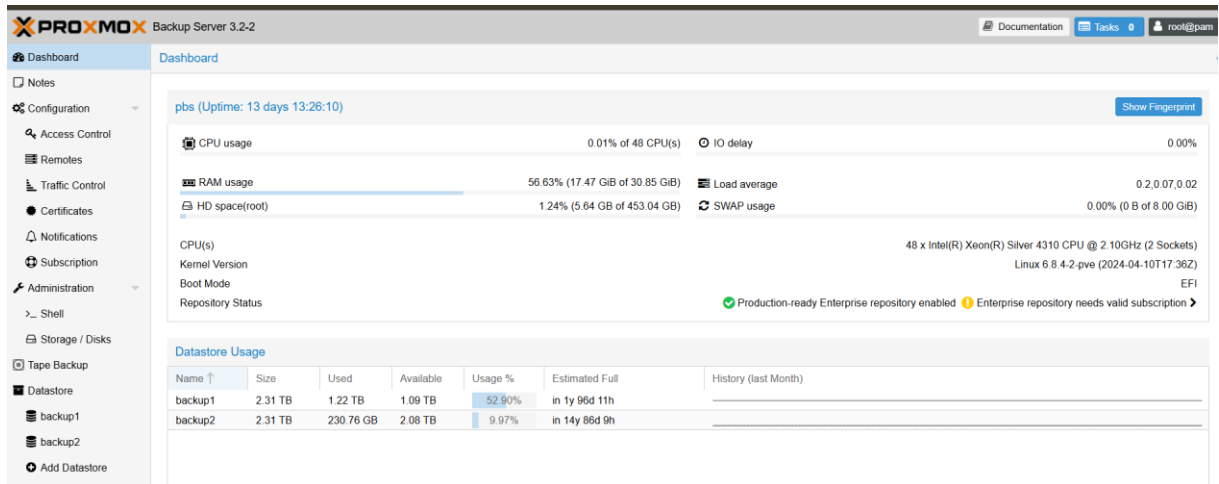 PROXMOX Backup Server 3.2-2
Documentation
Tasks 0
root@pam
Dashboard
Notes
Configuration
Access Control
Remotes
Traffic Control
Certificates
Notifications
Subscription
Administration
Shell
Storage / Disks
Tape Backup
Datastore
backup1
backup2
Add Datastore
Dashboard
pbs (Uptime: 13 days 13:26:10)
Show Fingerprint
CPU usage 0.01% of 48 CPU(s)
IO delay 0.00%
RAM usage 56.63% (17.47 GiB of 30.85 GiB)
Load average 0.2,0.07,0.02
HD space(root) 1.24% (5.64 GB of 453.04 GB)
SWAP usage 0.00% (0 B of 8.00 GiB)
CPU(s) 48 x Intel(R) Xeon(R) Silver 4310 CPU @ 2.10GHz (2 Sockets)
Kernel Version Linux 6.8.4-2-pve (2024-04-10T17:36Z)
Boot Mode EFI
Repository Status Production-ready Enterprise repository enabled Enterprise repository needs valid subscription
Datastore Usage
Name Size Used Available Usage % Estimated Full History (last Month)
backup1 2.31 TB 1.22 TB 1.09 TB 52.90% in 1y 96d 11h
backup2 2.31 TB 230.76 GB 2.08 TB 9.97% in 14y 86d 9h